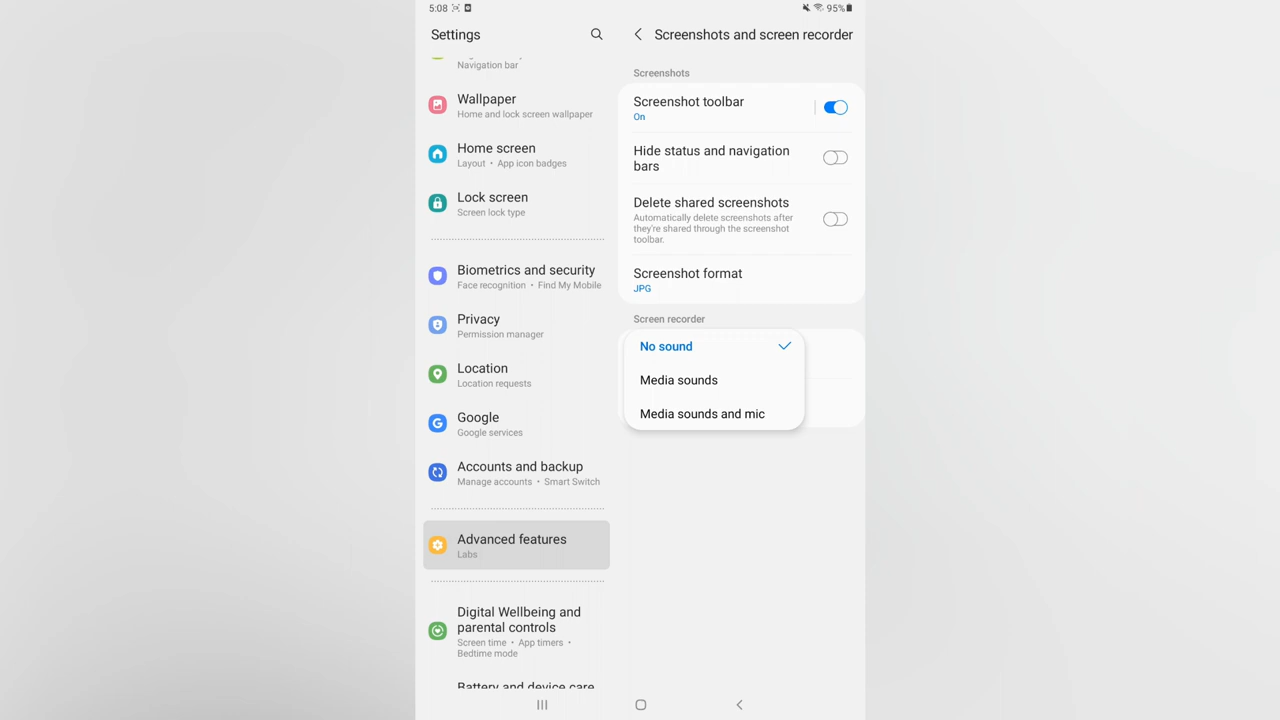 5:08
95%
Settings
Navigation bar
Wallpaper
Home and lock screen wallpaper
Home screen
Layout • App icon badges
Lock screen
Screen lock type
Biometrics and security
Face recognition • Find My Mobile
Privacy
Permission manager
Location
Location requests
Google
Google services
Accounts and backup
Manage accounts • Smart Switch
Advanced features
Labs
Digital Wellbeing and
parental controls
Screen time • App timers •
Bedtime mode
Battery and device care
Screenshots and screen recorder
Screenshots
Screenshot toolbar
On
Hide status and navigation
bars
Delete shared screenshots
Automatically delete screenshots after
they're shared through the screenshot
toolbar.
Screenshot format
JPG
Screen recorder
No sound
Media sounds
Media sounds and mic